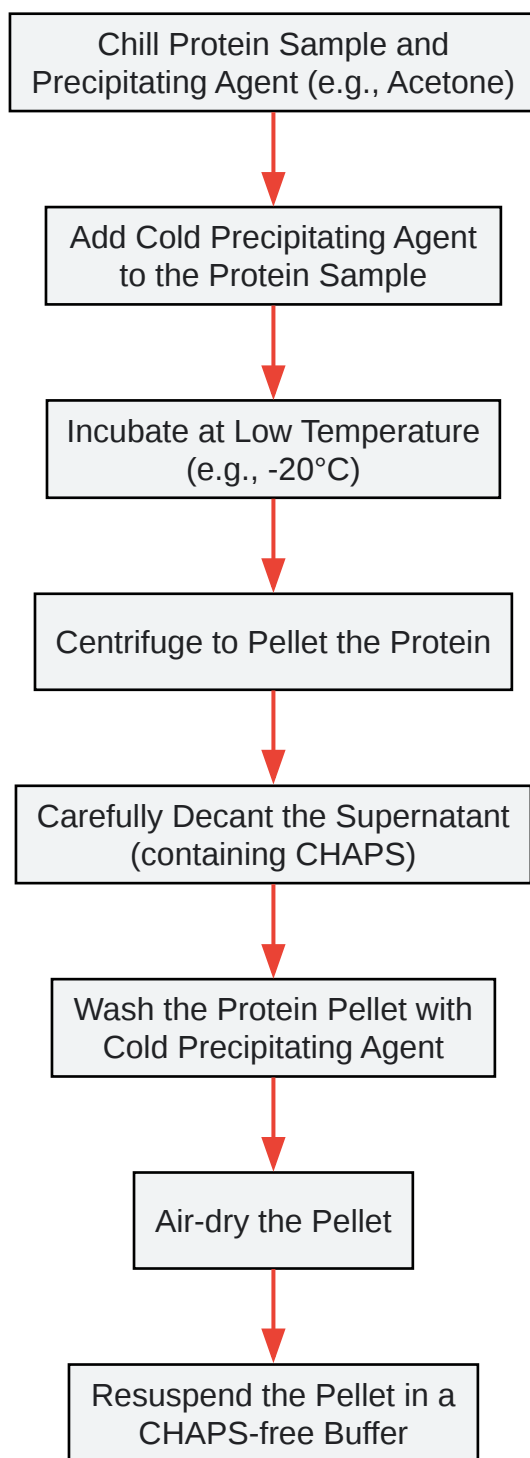 Chill Protein Sample and
Precipitating Agent (e.g., Acetone)
Add Cold Precipitating Agent
to the Protein Sample
Incubate at Low Temperature
(e.g., -20°C)
Centrifuge to Pellet the Protein
Carefully Decant the Supernatant
(containing CHAPS)
Wash the Protein Pellet with
Cold Precipitating Agent
Air-dry the Pellet
Resuspend the Pellet in a
CHAPS-free Buffer